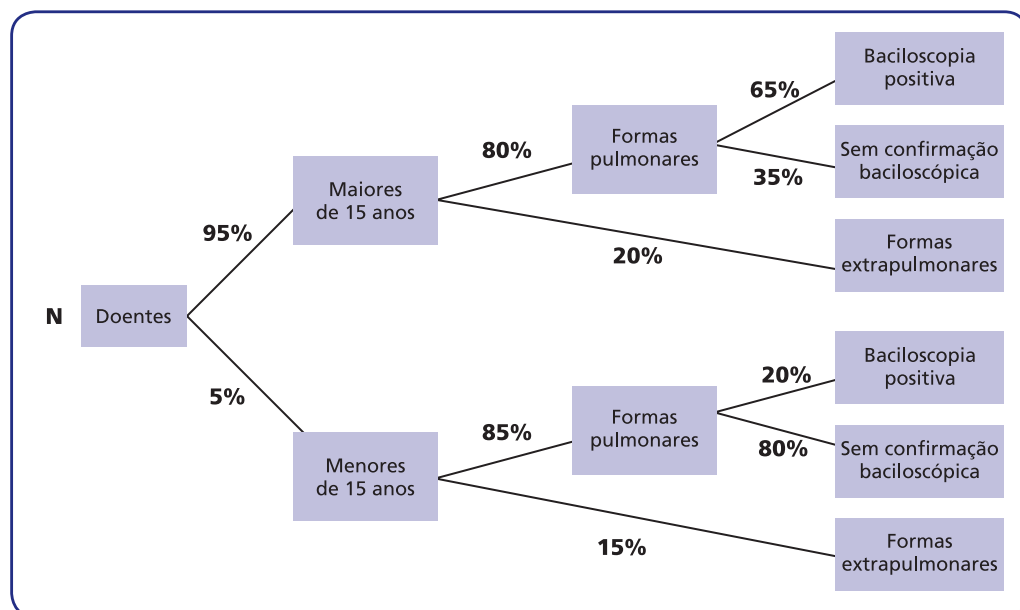 Baciloscopia
positiva
65%
Formas
pulmonares
80%
Sem confirmação
baciloscópica
35%
Maiores
de 15 anos
95%
20%
Formas
extrapulmonares
N
Doentes
5%
Baciloscopia
positiva
20%
Formas
pulmonares
85%
Sem confirmação
baciloscópica
80%
Menores
de 15 anos
15%
Formas
extrapulmonares